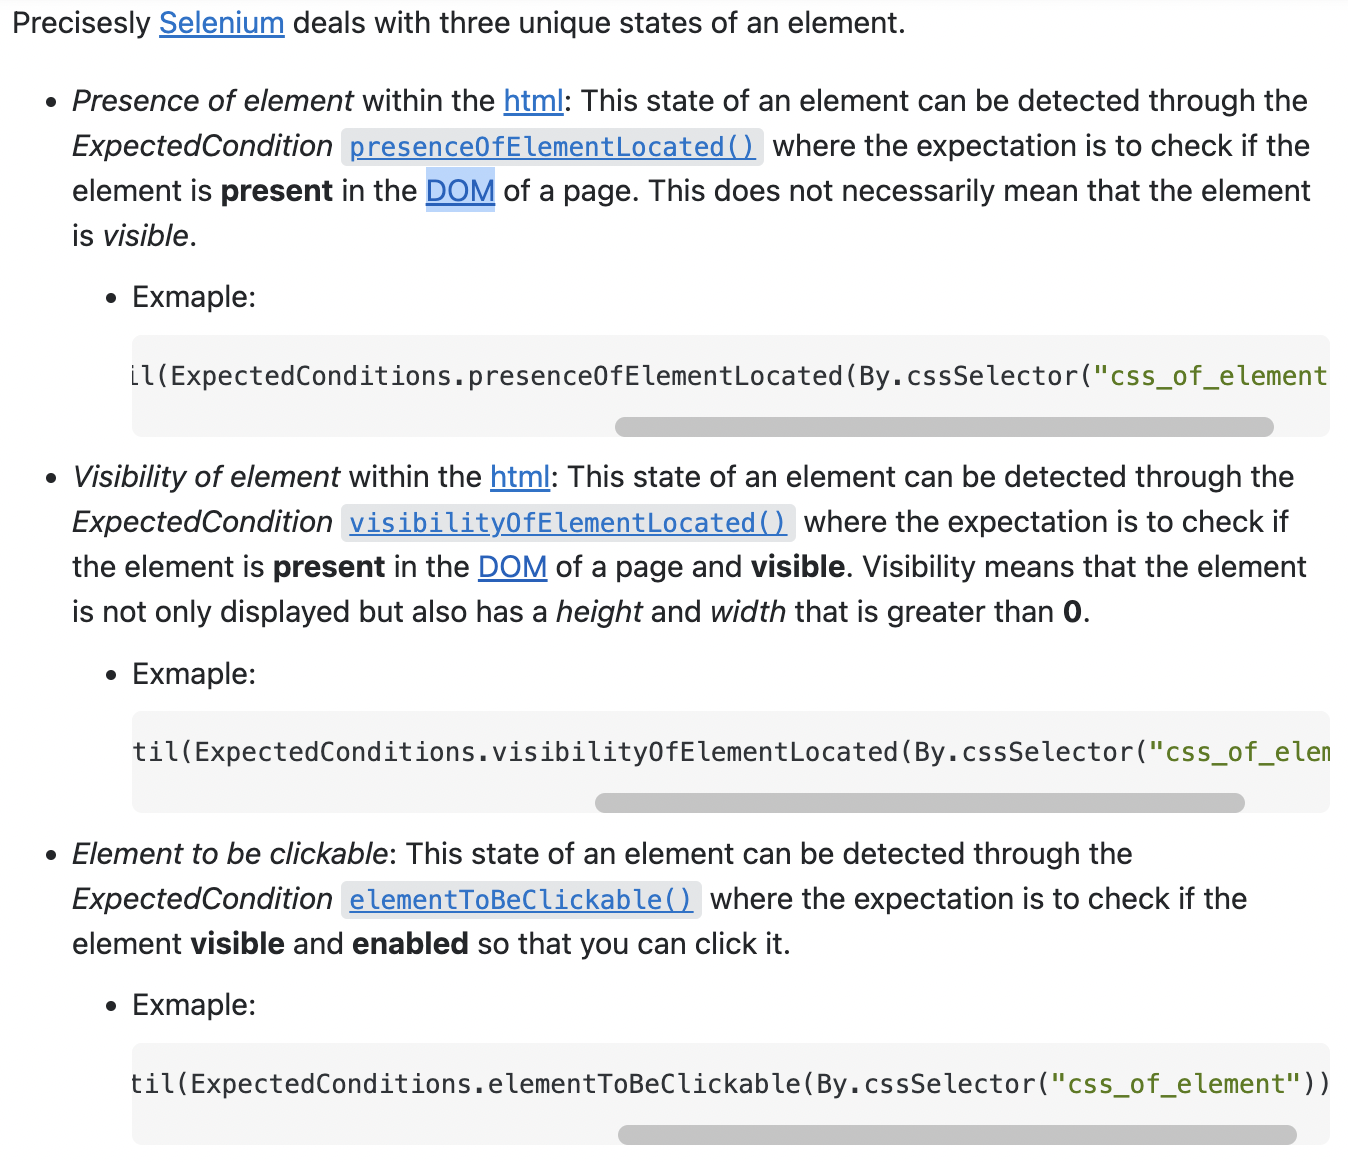 Precisesly Selenium deals with three unique states of an element.
• Presence of element within the html: This state of an element can be detected through the
ExpectedCondition presenceOfElementLocated() where the expectation is to check if the
element is present in the DOM of a page. This does not necessarily mean that the element
is visible.
• Exmaple:
il(ExpectedConditions.presenceOfElementLocated(By.cssSelector("css_of_element
• Visibility of element within the html: This state of an element can be detected through the
ExpectedCondition visibilityOfElementLocated() where the expectation is to check if
the element is present in the DOM of a page and visible. Visibility means that the element
is not only displayed but also has a height and width that is greater than 0.
• Exmaple:
til(ExpectedConditions.visibilityOfElementLocated(By.cssSelector("css_of_elem
• Element to be clickable: This state of an element can be detected through the
ExpectedCondition elementToBeClickable() where the expectation is to check if the
element visible and enabled so that you can click it.
• Exmaple:
til(ExpectedConditions.elementToBeClickable(By.cssSelector("css_of_element"))